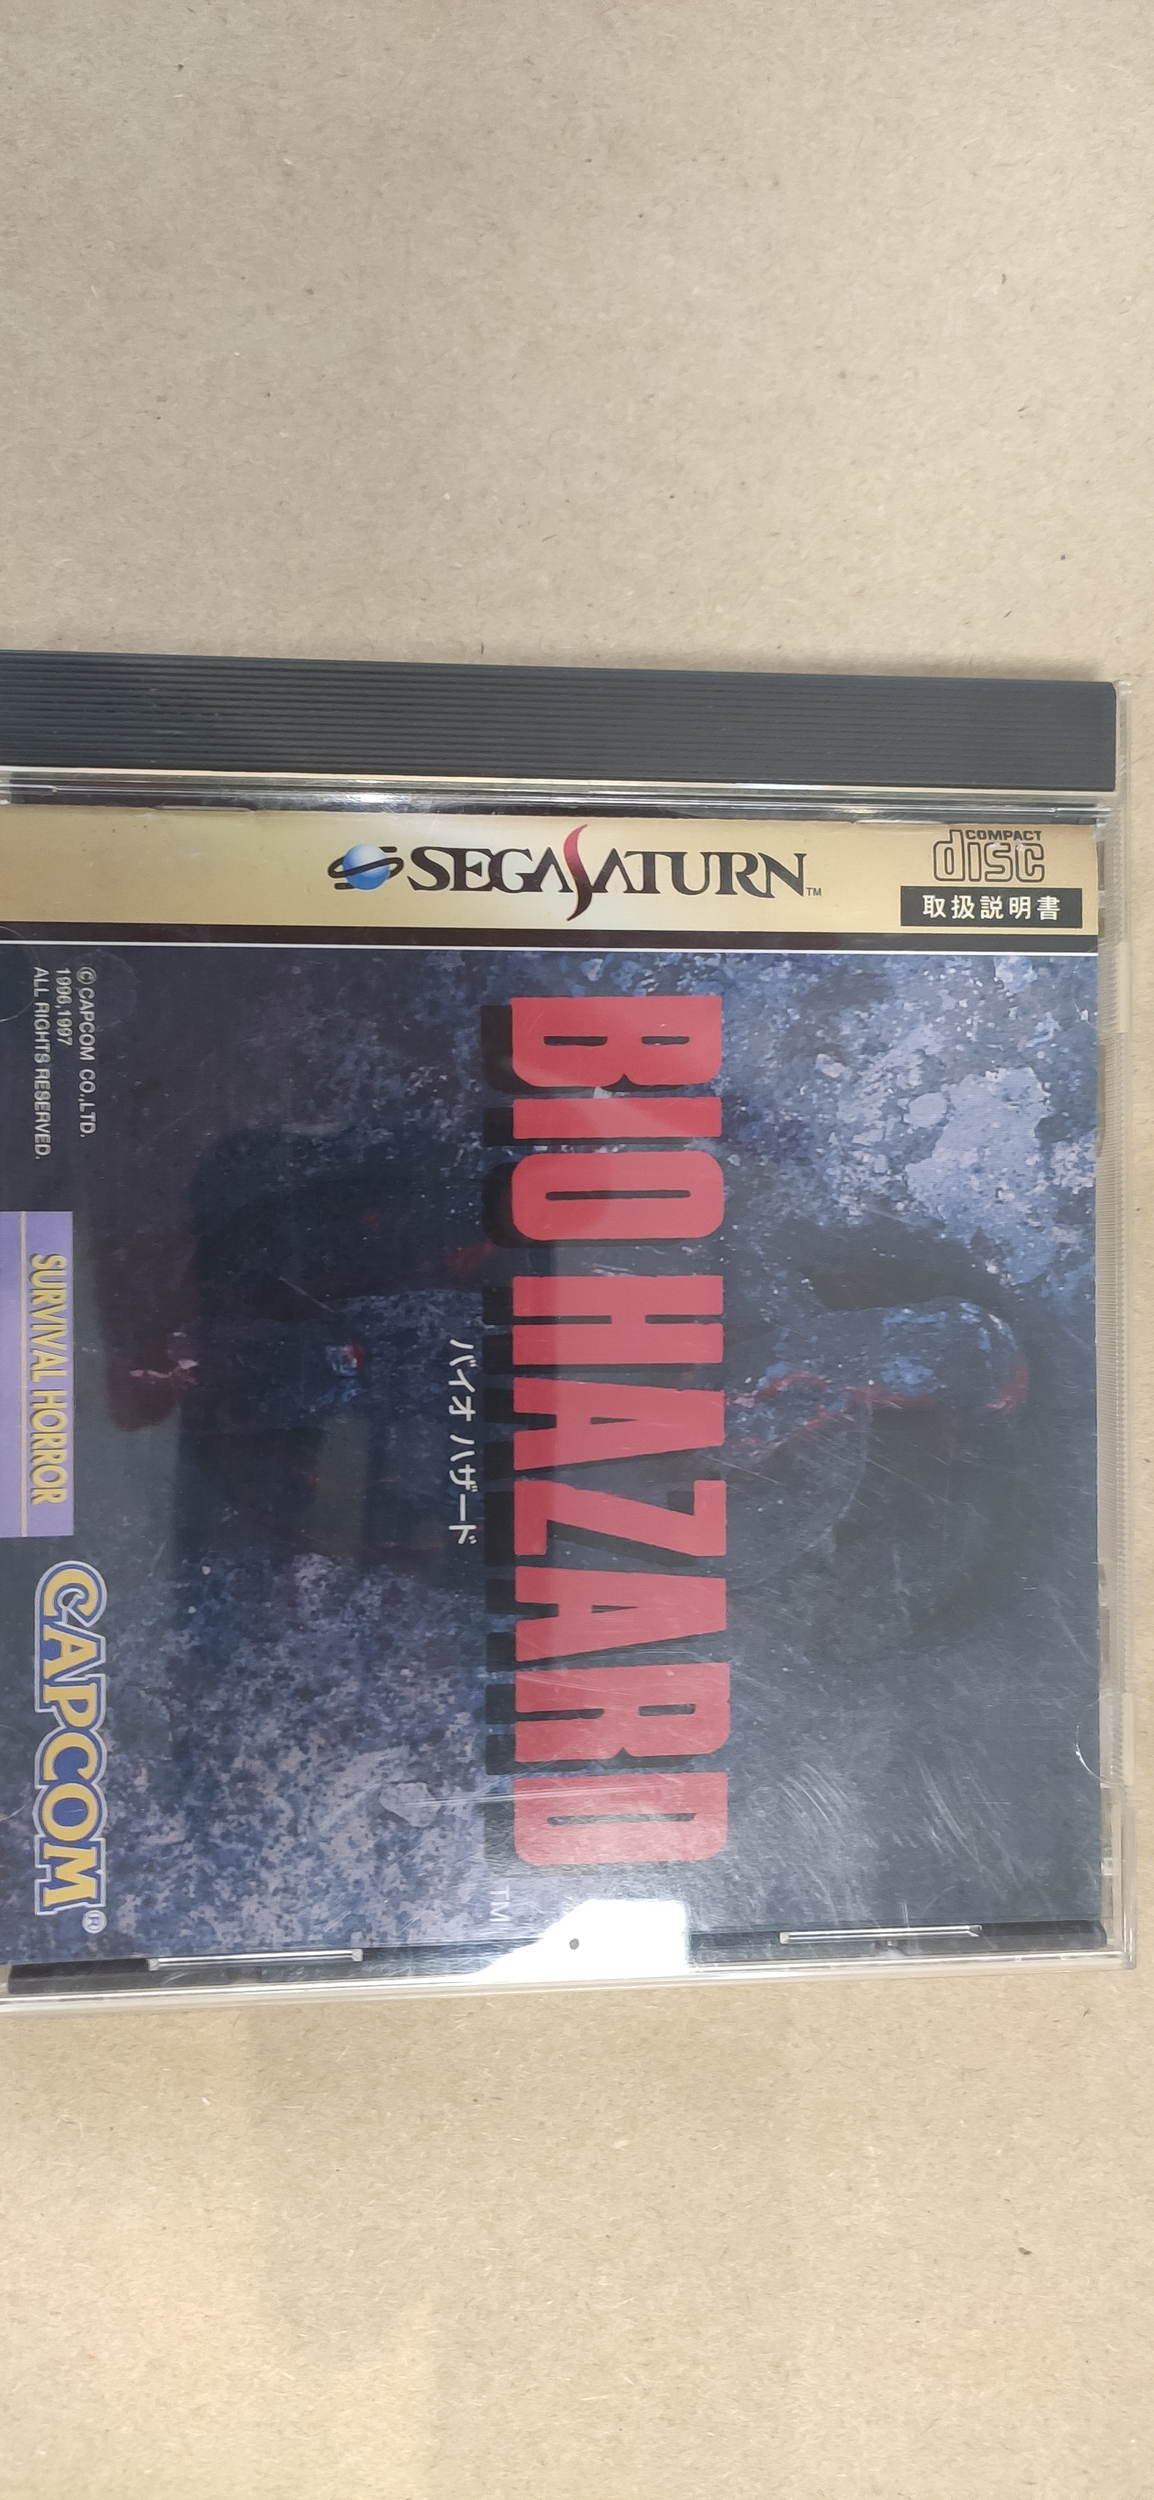 SEGA SATURN™
COMPACT
disc
取扱説明書
BIO HAZARD
™
バイオ ハザード
© CAPCOM CO.,LTD.
1996,1997
ALL RIGHTS RESERVED.
SURVIVAL HORROR
CAPCOM®